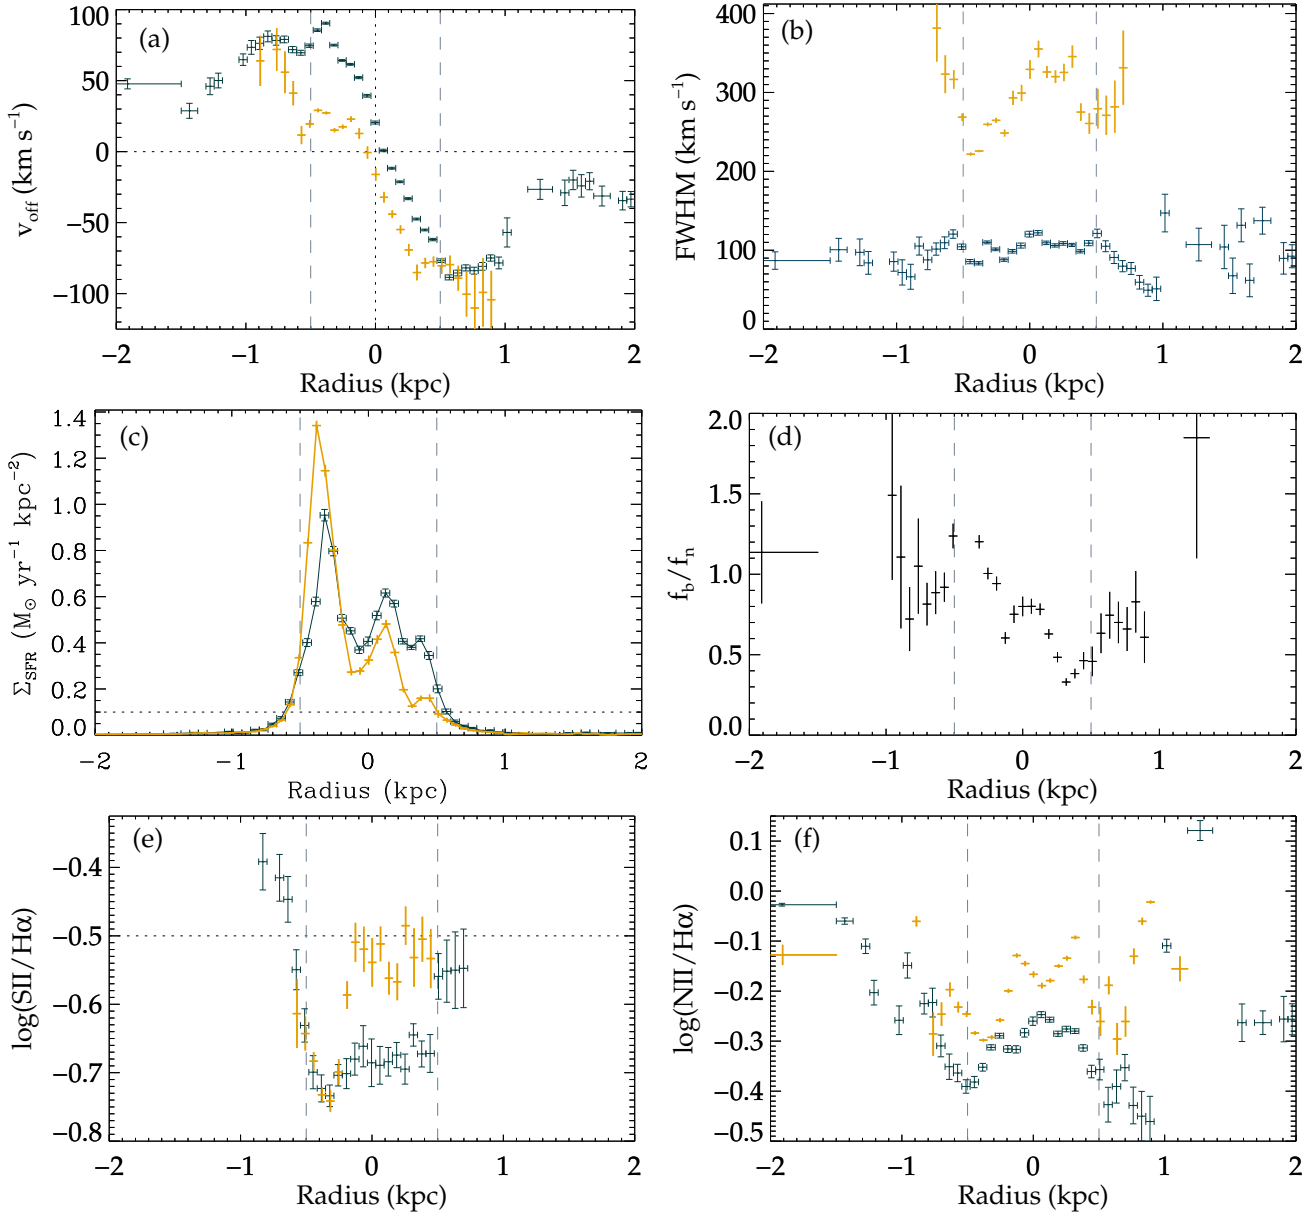 (a)
v_off (km s⁻¹)
100
50
0
−50
−100
−2 −1 0 1 2
Radius (kpc)
(b)
FWHM (km s⁻¹)
400
300
200
100
0
−2 −1 0 1 2
Radius (kpc)
(c)
Σ_SFR (M_⊙ yr⁻¹ kpc⁻²)
1.4
1.2
1.0
0.8
0.6
0.4
0.2
0.0
−2 −1 0 1 2
Radius (kpc)
(d)
f_b/f_n
2.0
1.5
1.0
0.5
0.0
−2 −1 0 1 2
Radius (kpc)
(e)
log(SII/Hα)
−0.4
−0.5
−0.6
−0.7
−0.8
−2 −1 0 1 2
Radius (kpc)
(f)
log(NII/Hα)
0.1
0.0
−0.1
−0.2
−0.3
−0.4
−0.5
−2 −1 0 1 2
Radius (kpc)